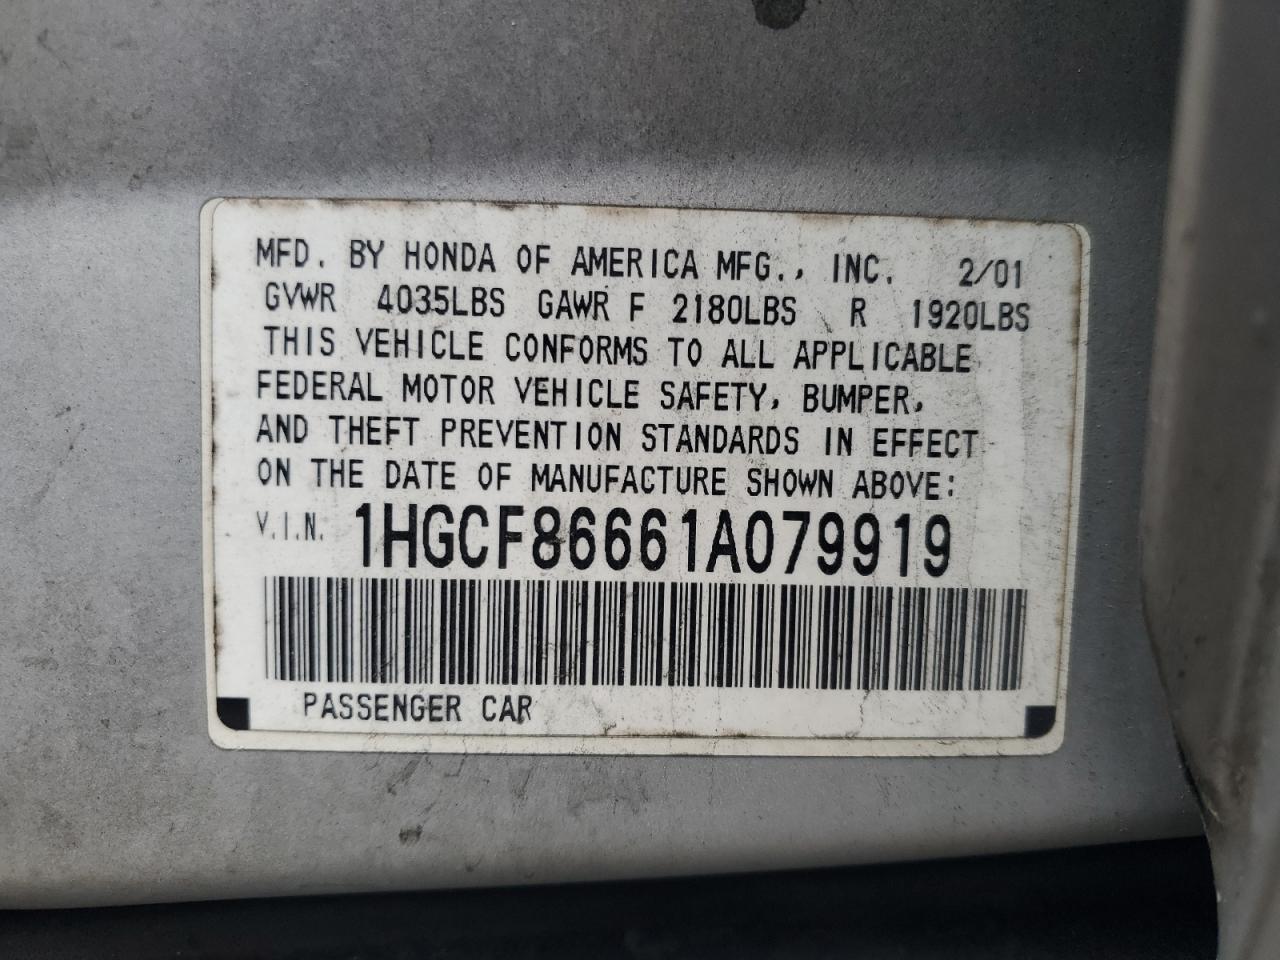 MFD. BY HONDA OF AMERICA MFG., INC. 2/01
GVWR 4035LBS GAWR F 2180LBS R 1920LBS
THIS VEHICLE CONFORMS TO ALL APPLICABLE
FEDERAL MOTOR VEHICLE SAFETY, BUMPER,
AND THEFT PREVENTION STANDARDS IN EFFECT
ON THE DATE OF MANUFACTURE SHOWN ABOVE:
V.I.N. 1HGCF86661A079919
PASSENGER CAR